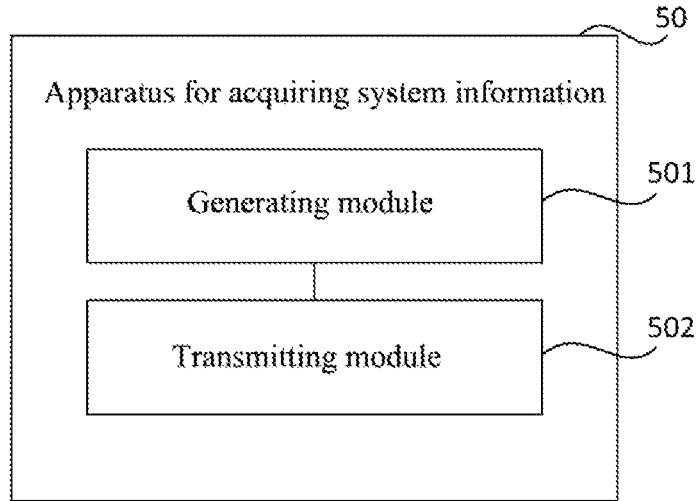 50
Apparatus for acquiring system information
501
Generating module
502
Transmitting module